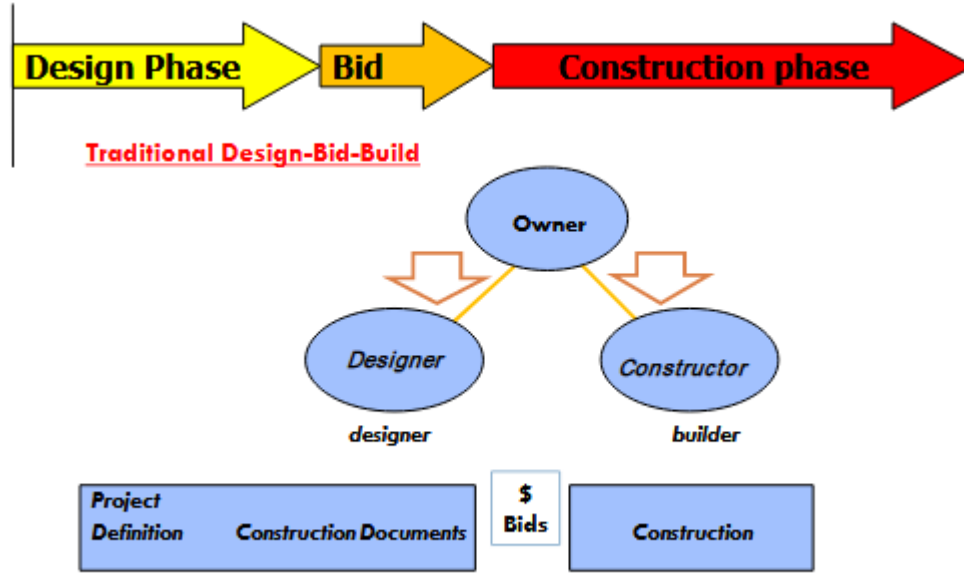 Design Phase
Bid
Construction phase
Traditional Design-Bid-Build
Owner
Designer
Constructor
designer
builder
Project
Definition Construction Documents
$
Bids
Construction